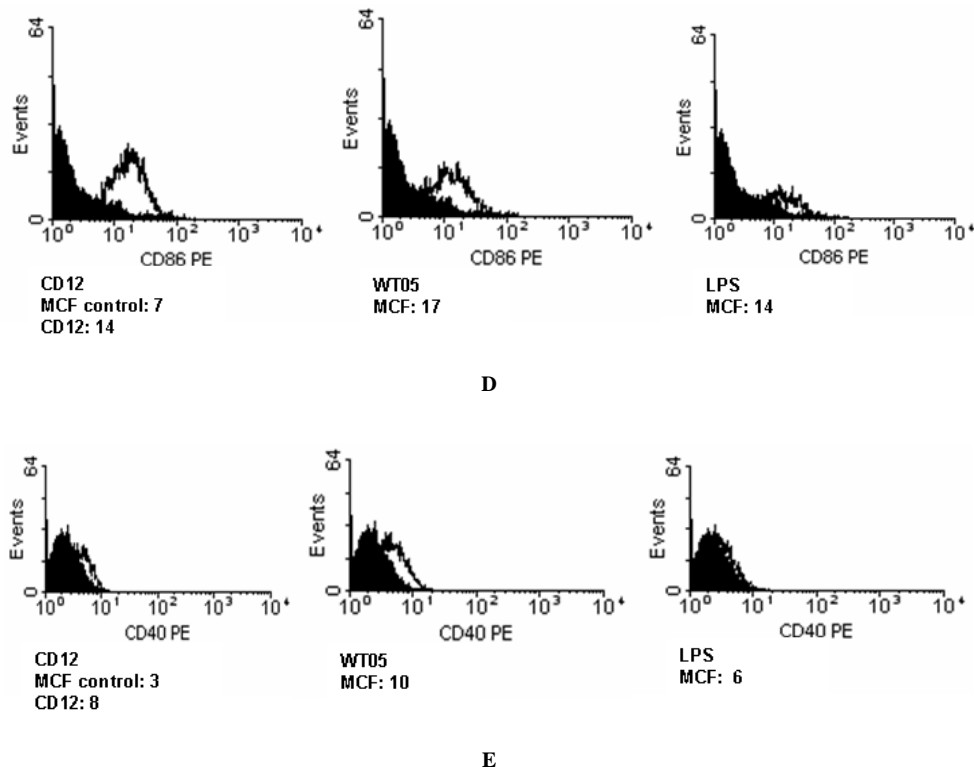 64
Events
0
10⁰ 10¹ 10² 10³ 10⁴
CD86 PE
CD12
MCF control: 7
CD12: 14
64
Events
0
10⁰ 10¹ 10² 10³ 10⁴
CD86 PE
WT05
MCF: 17
64
Events
0
10⁰ 10¹ 10² 10³ 10⁴
CD86 PE
LPS
MCF: 14
D
64
Events
0
10⁰ 10¹ 10² 10³ 10⁴
CD40 PE
CD12
MCF control: 3
CD12: 8
64
Events
0
10⁰ 10¹ 10² 10³ 10⁴
CD40 PE
WT05
MCF: 10
64
Events
0
10⁰ 10¹ 10² 10³ 10⁴
CD40 PE
LPS
MCF: 6
E